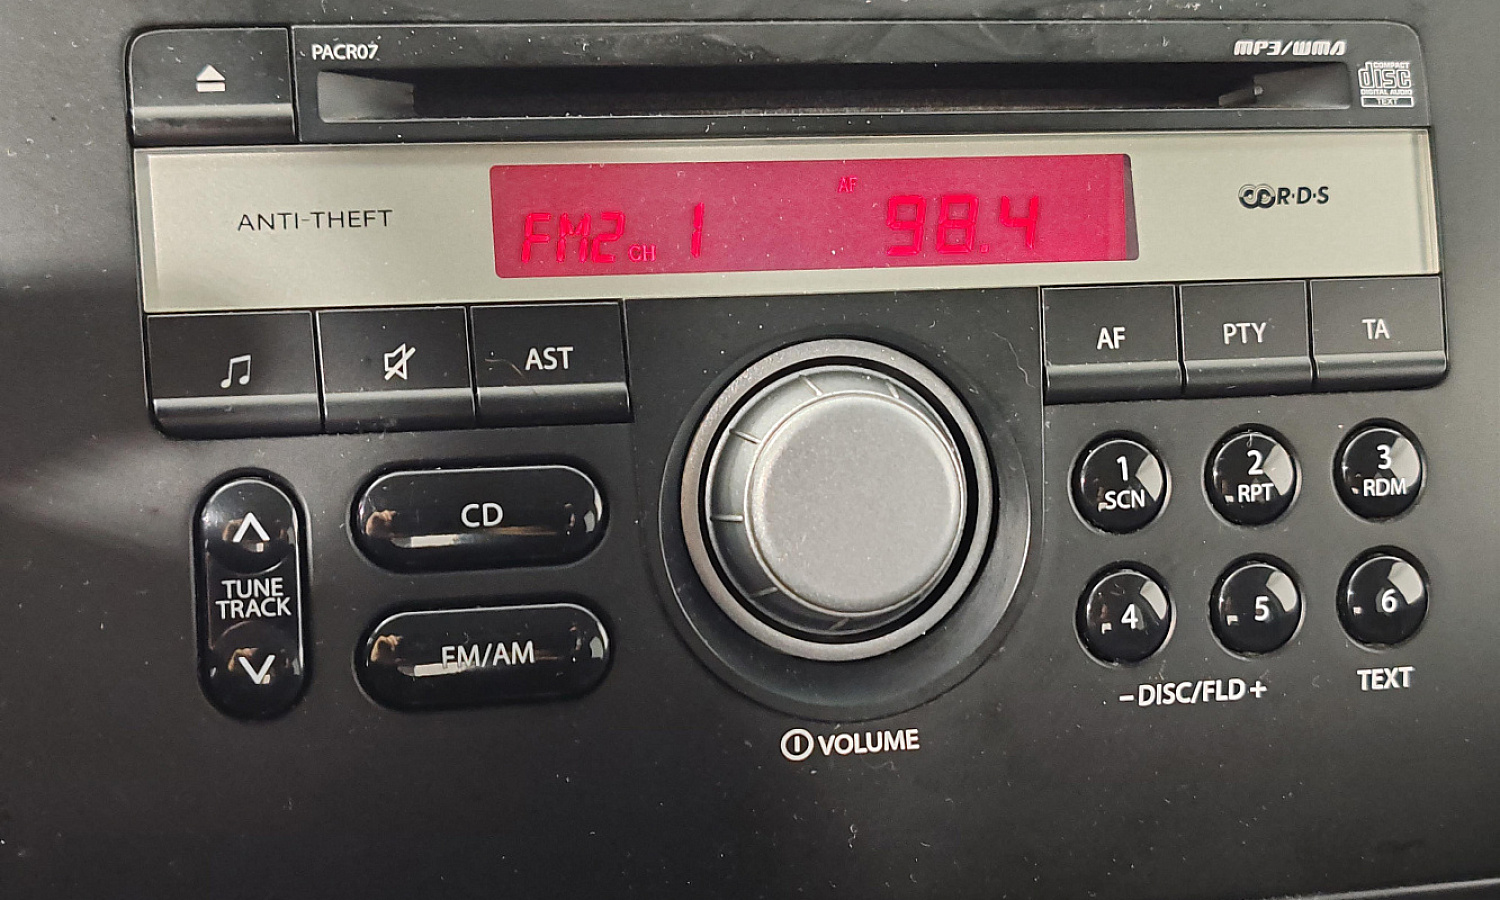 PACR07
MP3/WMA
COMPACT
disc
DIGITAL AUDIO
TEXT
ANTI-THEFT
AF
FM2 CH 1 98.4
R·D·S
AST
AF
PTY
TA
CD
1
SCN
2
RPT
3
RDM
TUNE
TRACK
FM/AM
4
5
6
–DISC/FLD+
TEXT
VOLUME